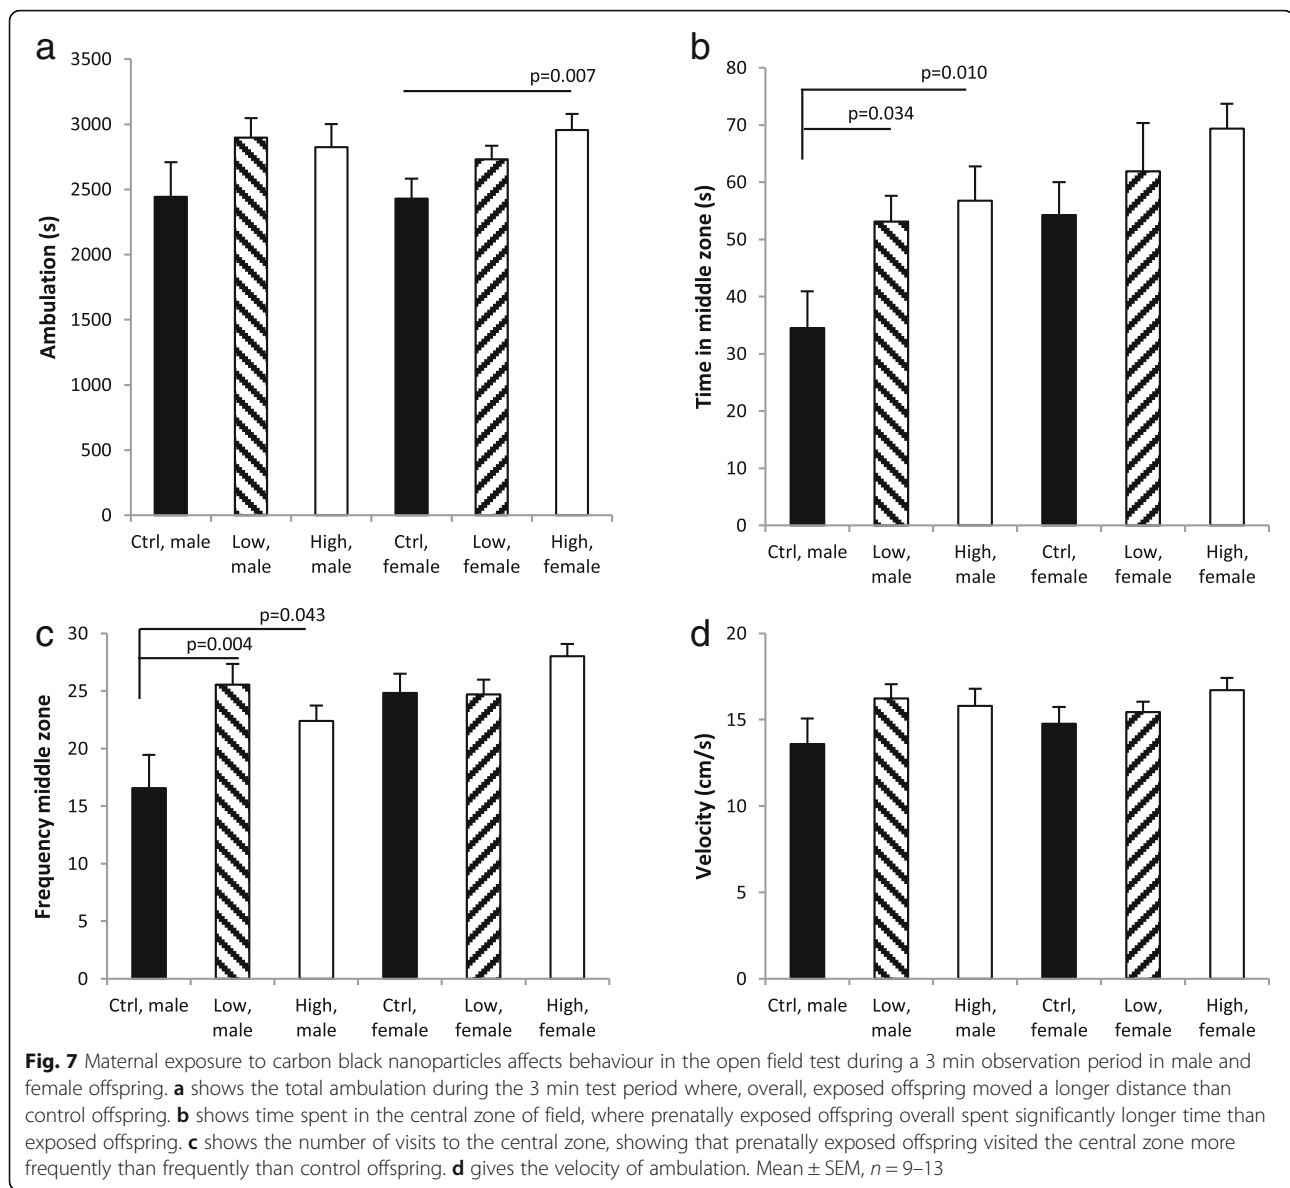 a
3500
3000
2500
2000
1500
1000
500
0
Ambulation (s)
p=0.007
Ctrl, male
Low,
male
High,
male
Ctrl,
female
Low,
female
High,
female
b
80
70
60
50
40
30
20
10
0
Time in middle zone (s)
p=0.010
p=0.034
Ctrl, male
Low,
male
High,
male
Ctrl,
female
Low,
female
High,
female
c
30
25
20
15
10
5
0
Frequency middle zone
p=0.043
p=0.004
Ctrl, male
Low,
male
High,
male
Ctrl,
female
Low,
female
High,
female
d
20
15
10
5
0
Velocity (cm/s)
Ctrl, male
Low,
male
High,
male
Ctrl,
female
Low,
female
High,
female
Fig. 7 Maternal exposure to carbon black nanoparticles affects behaviour in the open field test during a 3 min observation period in male and
female offspring. a shows the total ambulation during the 3 min test period where, overall, exposed offspring moved a longer distance than
control offspring. b shows time spent in the central zone of field, where prenatally exposed offspring overall spent significantly longer time than
exposed offspring. c shows the number of visits to the central zone, showing that prenatally exposed offspring visited the central zone more
frequently than frequently than control offspring. d gives the velocity of ambulation. Mean ± SEM, n = 9–13